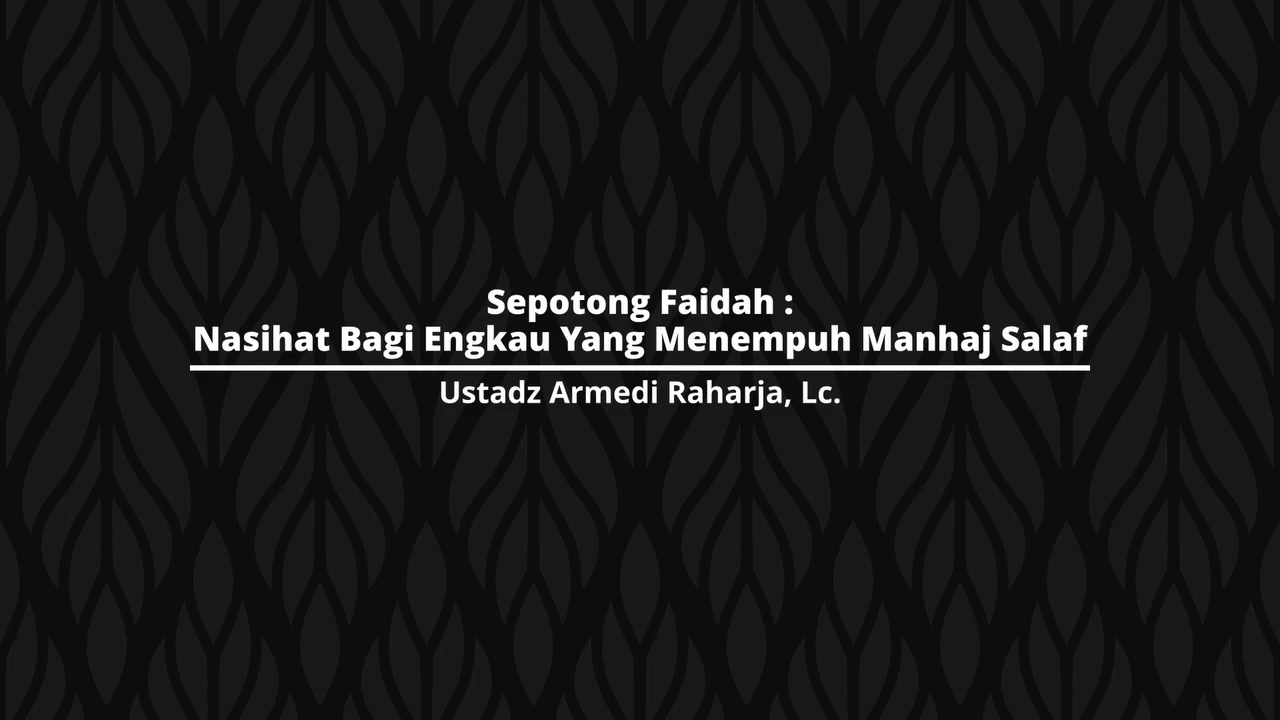 Sepotong Faidah :
Nasihat Bagi Engkau Yang Menempuh Manhaj Salaf
Ustadz Armedi Raharja, Lc.